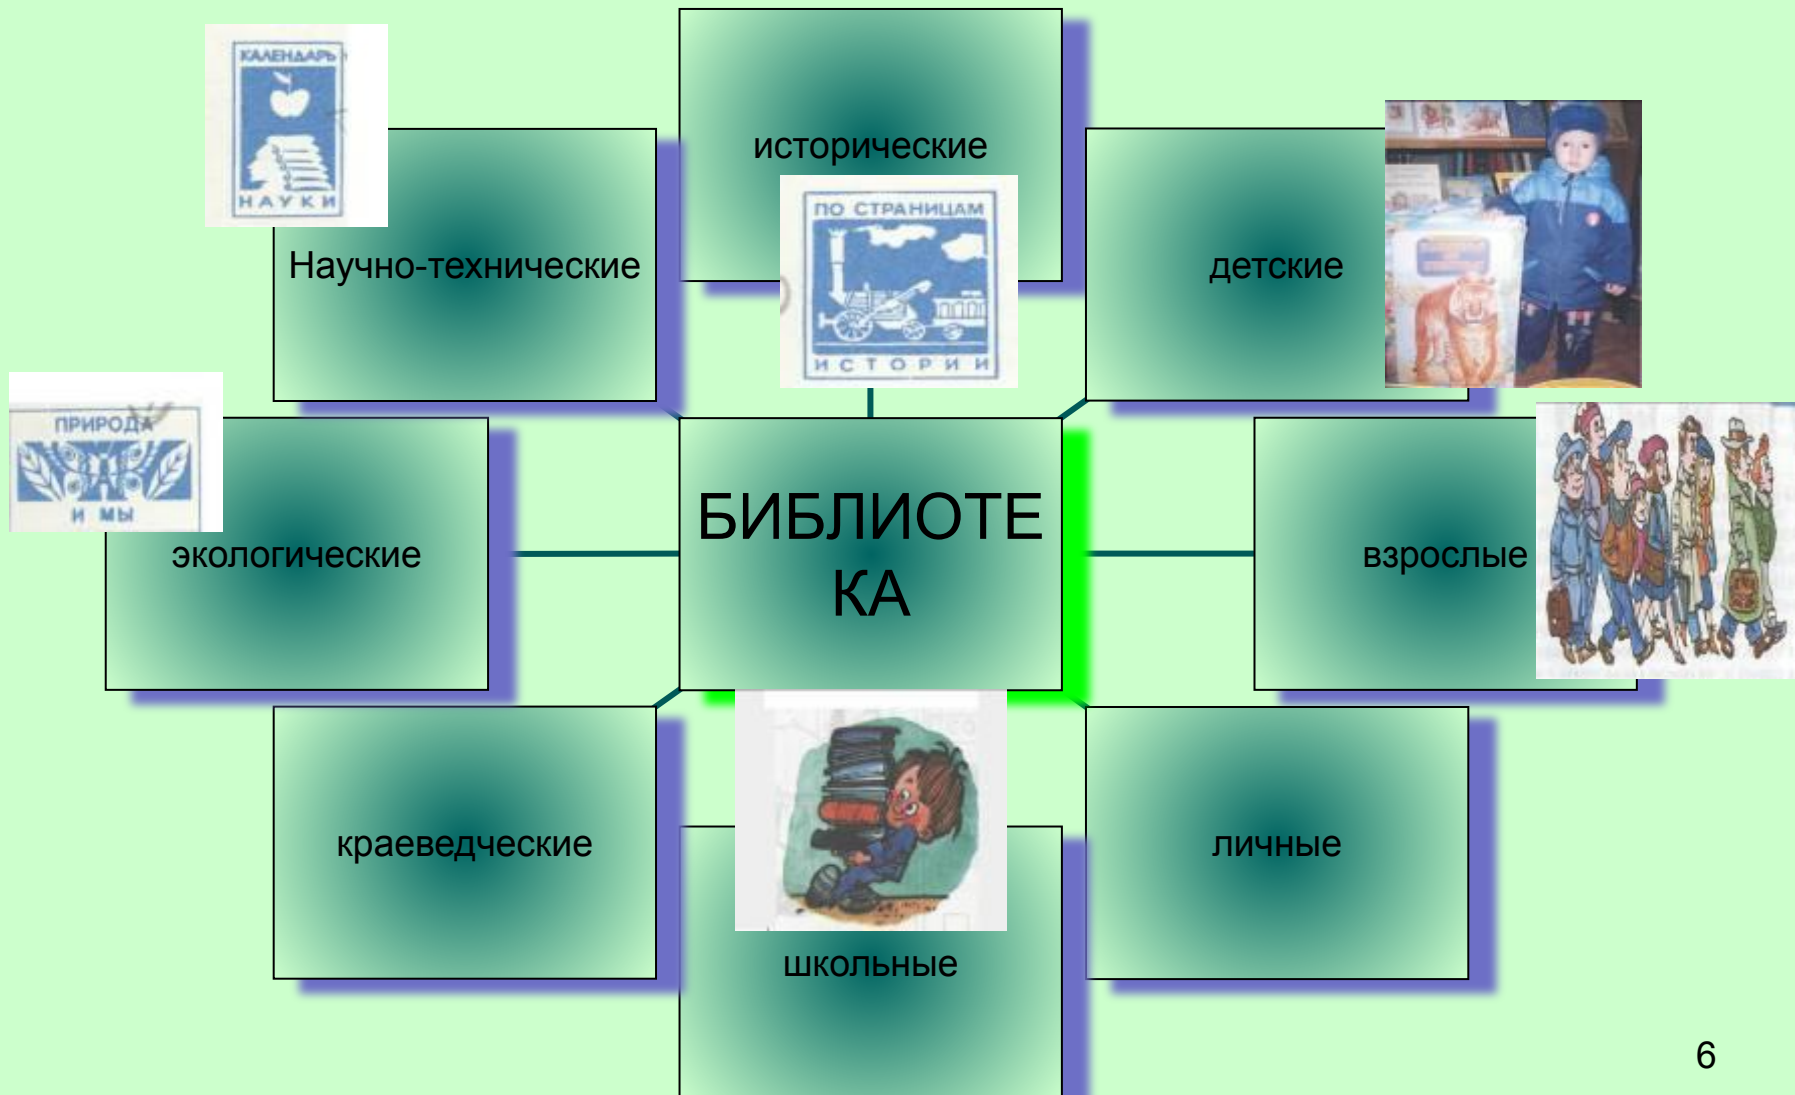 КАЛЕНДАРЬ
НАУКИ
исторические
ПО СТРАНИЦАМ
ИСТОРИИ
Научно-технические
детские
ПРИРОДА
И МЫ
экологические
БИБЛИОТЕ
КА
взрослые
краеведческие
личные
школьные
6